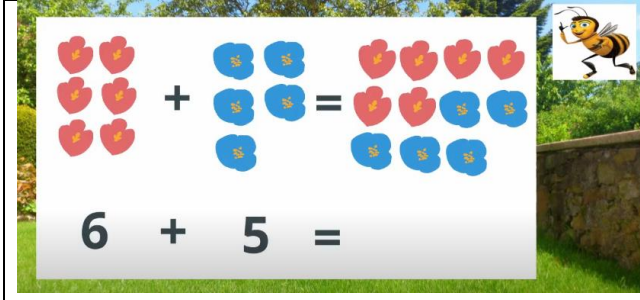 + =
6 + 5 =